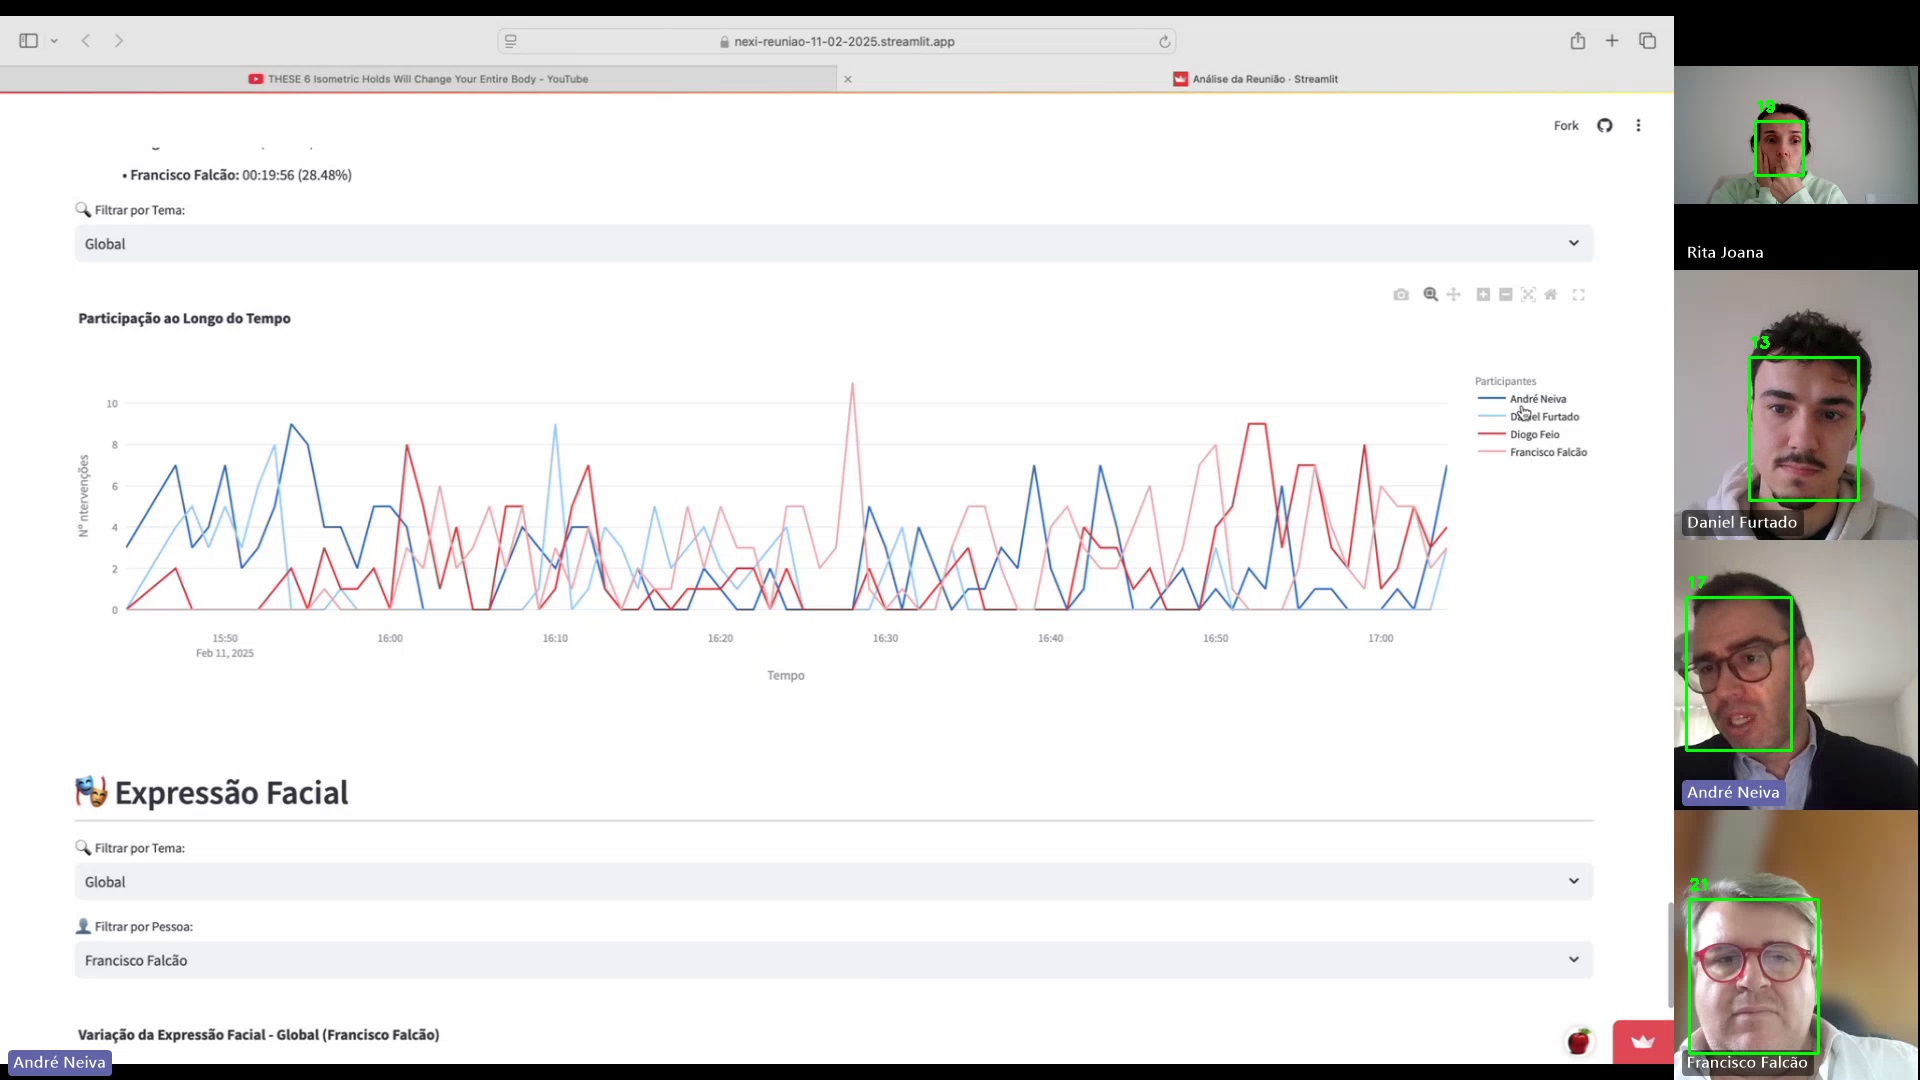 nexi-reuniao-11-02-2025.streamlit.app
THESE 6 Isometric Holds Will Change Your Entire Body - YouTube
Análise da Reunião · Streamlit
Fork
• Francisco Falcão: 00:19:56 (28.48%)
Filtrar por Tema:
Global
Participação ao Longo do Tempo
Participantes
André Neiva
Diogo Feio
Francisco Falcão
Nº ntervenções
10
8
6
4
2
0
15:50
Feb 11, 2025
16:00
16:10
16:20
16:30
16:40
16:50
17:00
Tempo
Expressão Facial
Filtrar por Tema:
Global
Filtrar por Pessoa:
Francisco Falcão
Variação da Expressão Facial - Global (Francisco Falcão)
André Neiva
19
Rita Joana
13
Daniel Furtado
17
André Neiva
21
Francisco Falcão